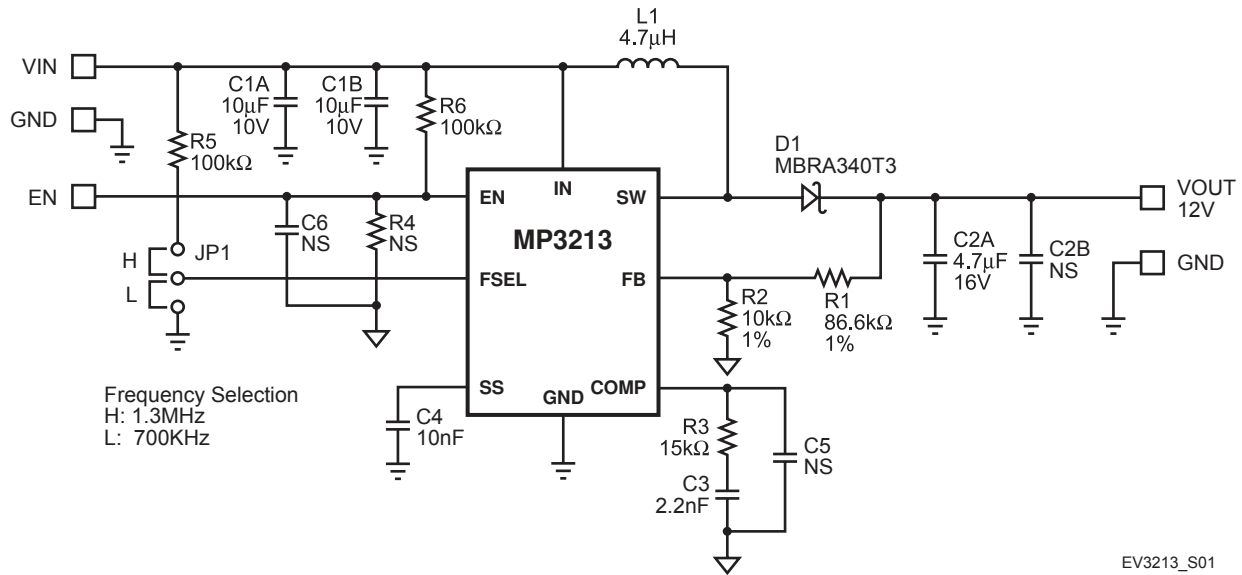 L1
4.7μH
VIN
C1A
10μF
10V
C1B
10μF
10V
R6
100kΩ
GND
R5
100kΩ
D1
MBRA340T3
EN
EN
IN
SW
VOUT
12V
C6
NS
R4
NS
MP3213
C2A
4.7μF
16V
C2B
NS
JP1
H
L
FSEL
FB
GND
R2
10kΩ
1%
R1
86.6kΩ
1%
Frequency Selection
H: 1.3MHz
L: 700KHz
SS
GND
COMP
C4
10nF
R3
15kΩ
C5
NS
C3
2.2nF
EV3213_S01